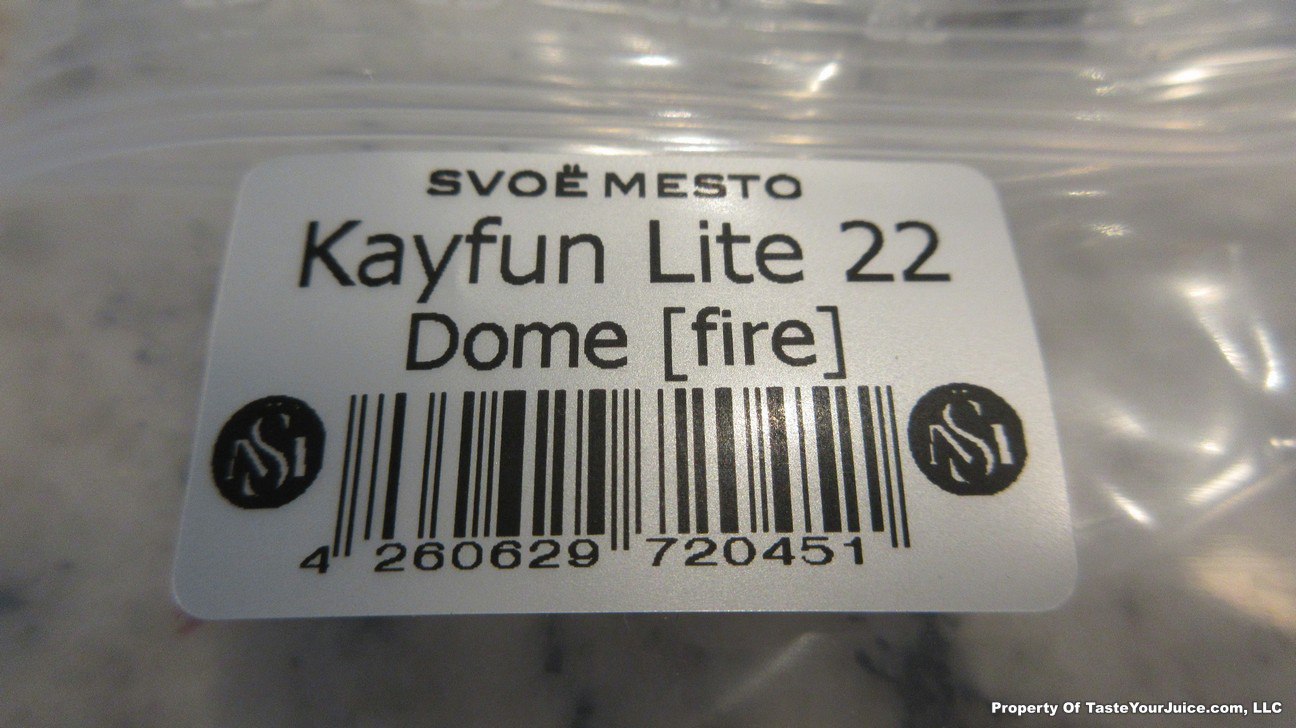 SVOË MESTO
Kayfun Lite 22
Dome [fire]
4 260629 720451
Property Of TasteYourJuice.com, LLC